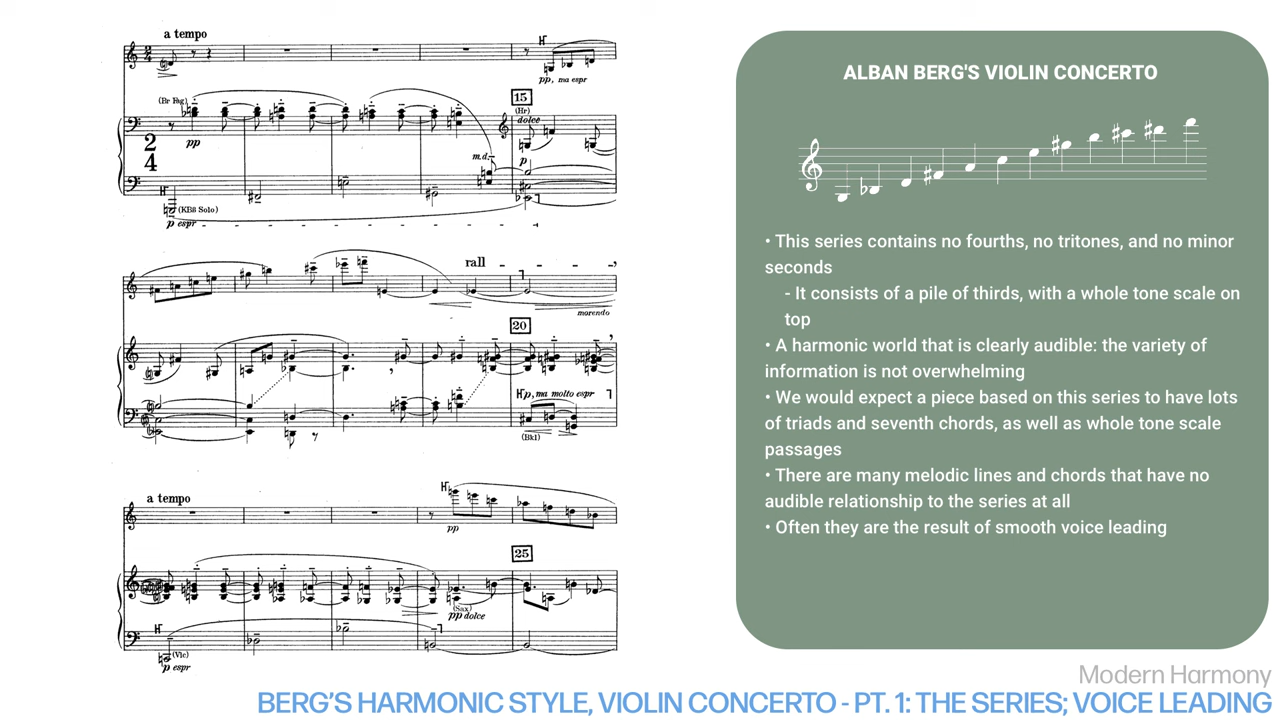 a tempo
H
pp, ma espr
(Br Fag)
pp
15
(Hr)
dolce
2
4
p
m.d.
H
(KBß Solo)
p espr
rall
morendo
20
H p, ma molto espr
(Bkl)
a tempo
H
pp
25
(Sax)
pp dolce
H
(Vlc)
p espr
ALBAN BERG'S VIOLIN CONCERTO
• This series contains no fourths, no tritones, and no minor
seconds
- It consists of a pile of thirds, with a whole tone scale on
top
• A harmonic world that is clearly audible: the variety of
information is not overwhelming
• We would expect a piece based on this series to have lots
of triads and seventh chords, as well as whole tone scale
passages
• There are many melodic lines and chords that have no
audible relationship to the series at all
• Often they are the result of smooth voice leading
Modern Harmony
BERG'S HARMONIC STYLE, VIOLIN CONCERTO - PT. 1: THE SERIES; VOICE LEADING